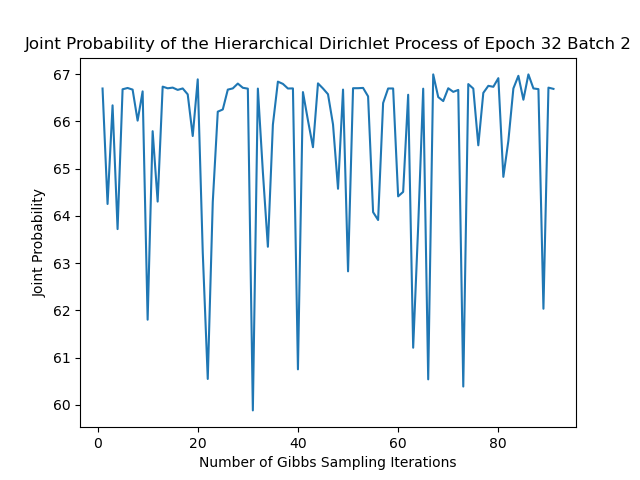 Joint Probability of the Hierarchical Dirichlet Process of Epoch 32 Batch 2
67
66
65
64
63
62
61
60
Joint Probability
0 20 40 60 80
Number of Gibbs Sampling Iterations